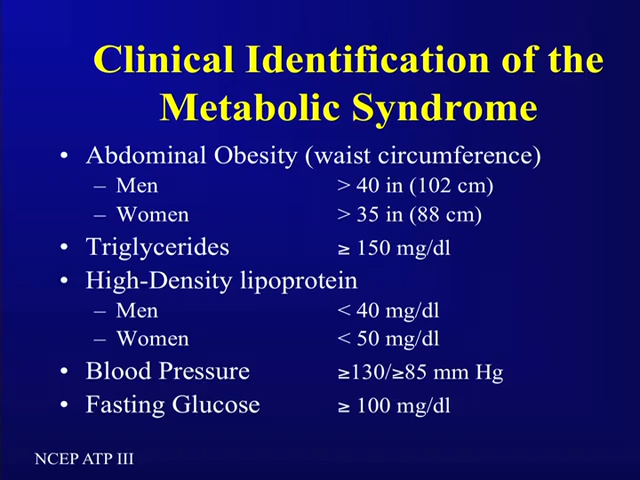 Clinical Identification of the
Metabolic Syndrome
• Abdominal Obesity (waist circumference)
– Men > 40 in (102 cm)
– Women > 35 in (88 cm)
• Triglycerides ≥ 150 mg/dl
• High-Density lipoprotein
– Men < 40 mg/dl
– Women < 50 mg/dl
• Blood Pressure ≥130/≥85 mm Hg
• Fasting Glucose ≥ 100 mg/dl
NCEP ATP III